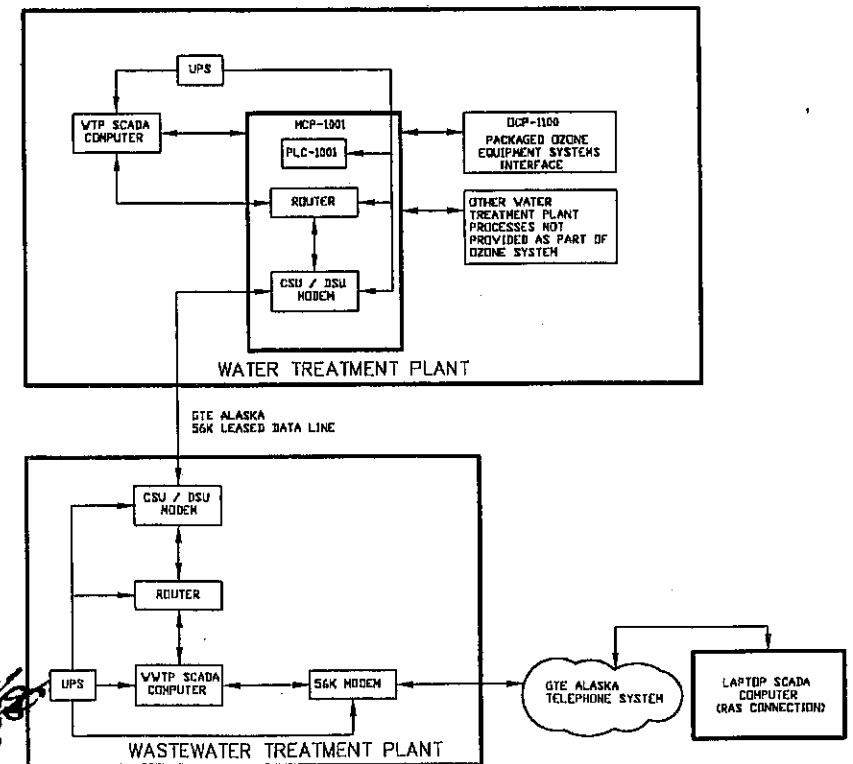 UPS
WTP SCADA
COMPUTER
MCP-1001
PLC-1001
ROUTER
CSU / DSU
MODEM
OCP-1100
PACKAGED OZONE
EQUIPMENT SYSTEMS
INTERFACE
OTHER WATER
TREATMENT PLANT
PROCESSES NOT
PROVIDED AS PART OF
OZONE SYSTEM
WATER TREATMENT PLANT
GTE ALASKA
56K LEASED DATA LINE
CSU / DSU
MODEM
ROUTER
UPS
WWTP SCADA
COMPUTER
56K MODEM
GTE ALASKA
TELEPHONE SYSTEM
LAPTOP SCADA
COMPUTER
(RAS CONNECTION)
WASTEWATER TREATMENT PLANT